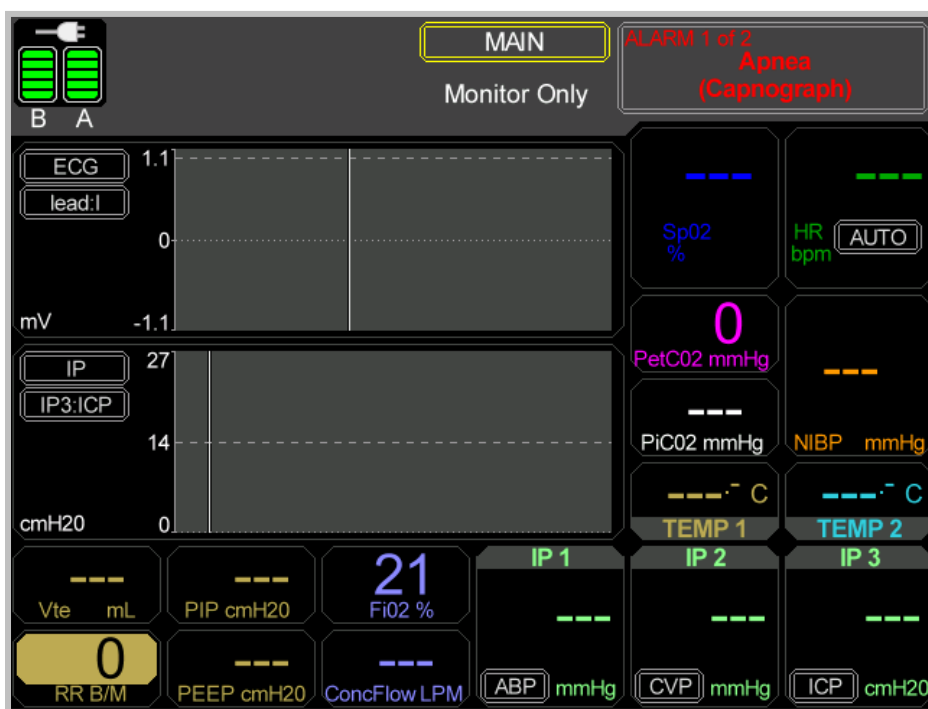 MAIN
ALARM 1 of 2
Apnea
(Capnograph)
Monitor Only
B A
ECG
lead:I
1.1
0
-1.1
mV
---
Sp02
%
---
HR
bpm
AUTO
IP
IP3:ICP
27
14
0
cmH20
0
PetC02 mmHg
---
PiC02 mmHg
---
NIBP mmHg
---.- C
TEMP 1
---.- C
TEMP 2
---
Vte mL
---
PIP cmH20
21
Fi02 %
0
RR B/M
---
PEEP cmH20
---
ConcFlow LPM
IP 1
---
ABP mmHg
IP 2
---
CVP mmHg
IP 3
---
ICP cmH20